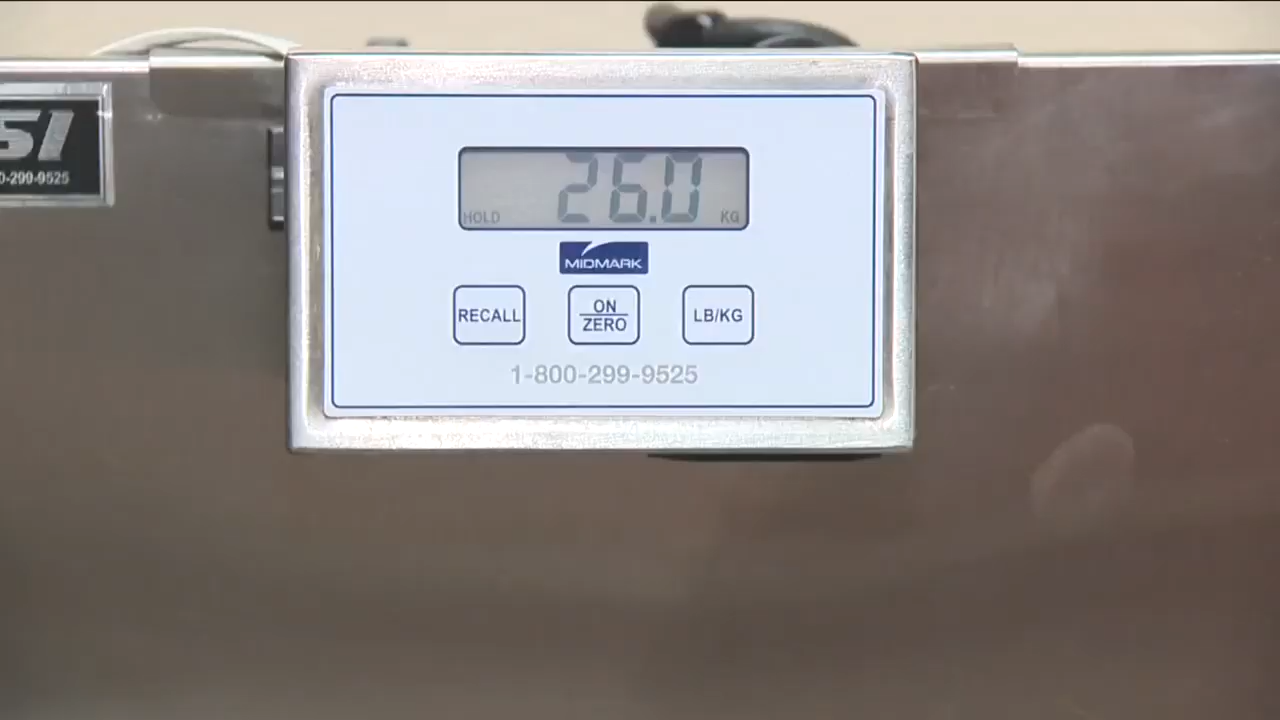 SI
0-299-9525
26.0
HOLD
KG
MIDMARK
RECALL
ON
ZERO
LB/KG
1-800-299-9525